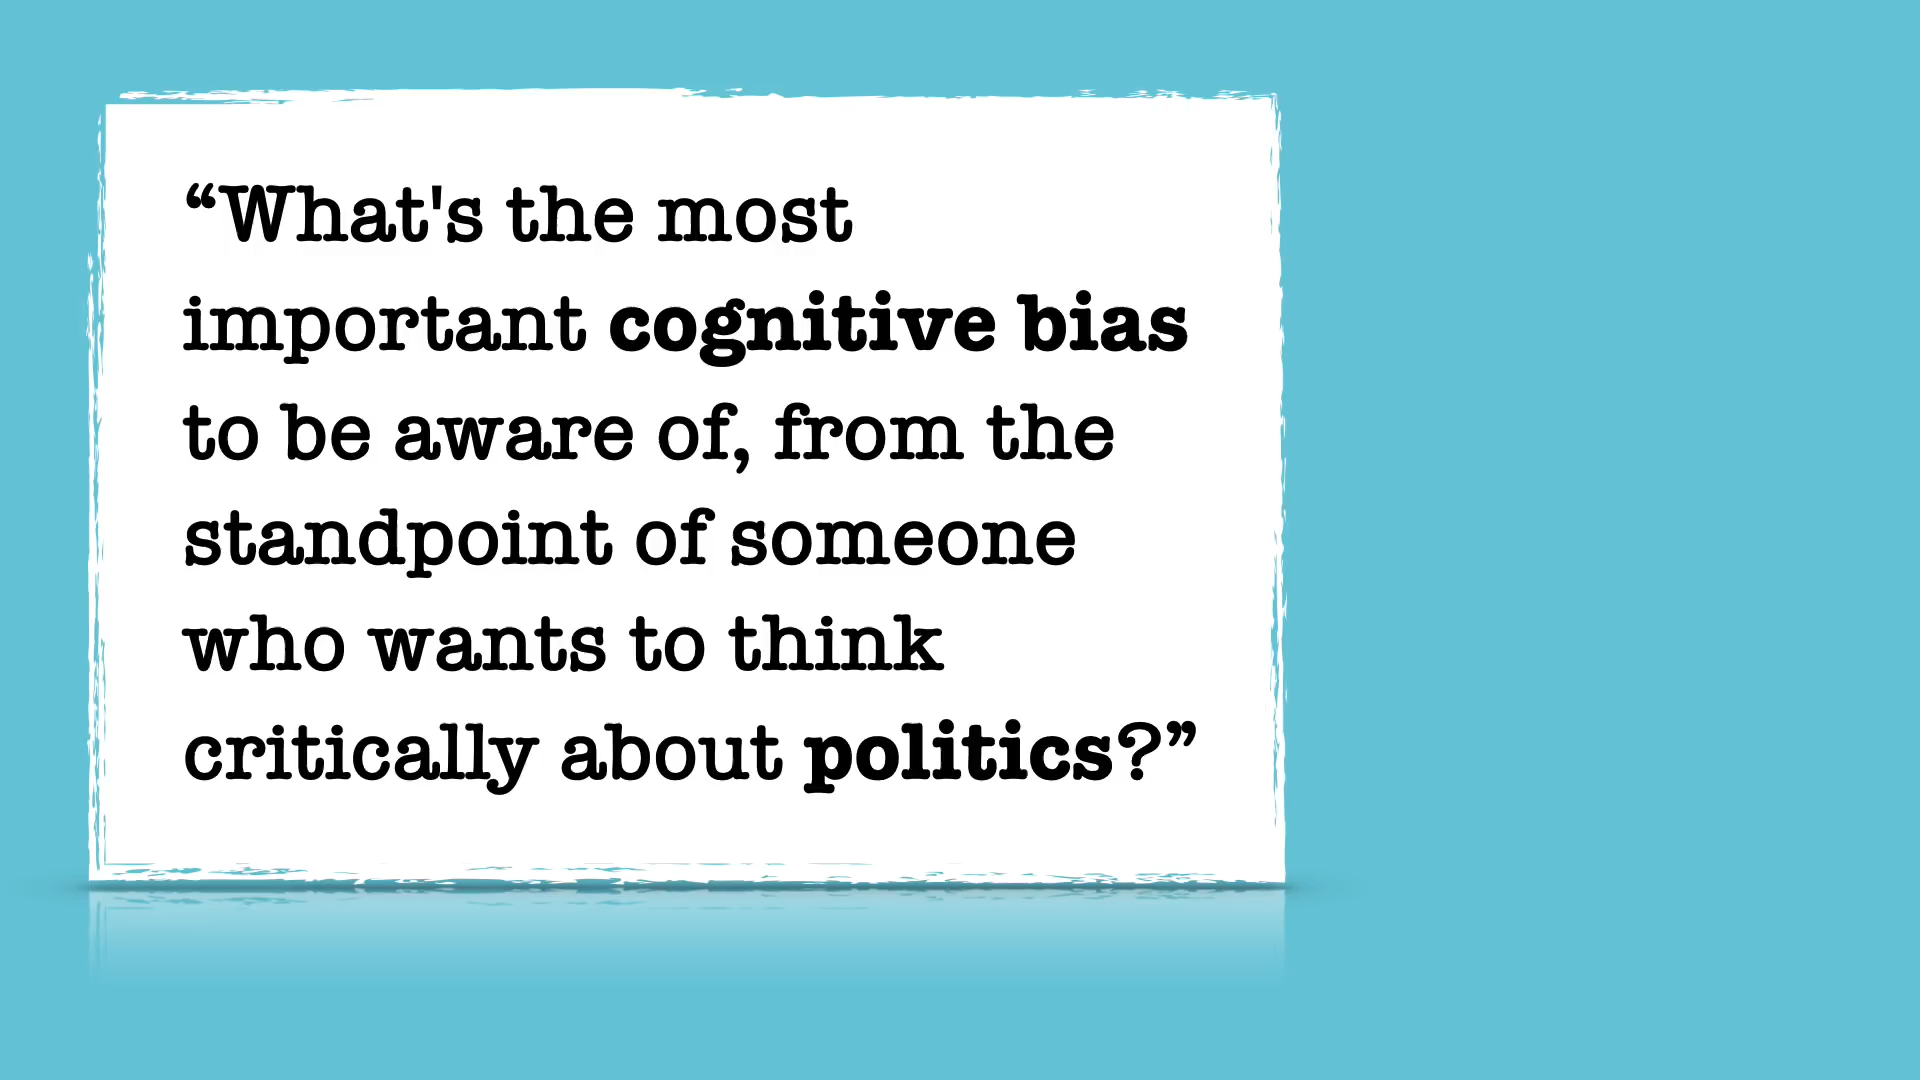 “What's the most
important cognitive bias
to be aware of, from the
standpoint of someone
who wants to think
critically about politics?”